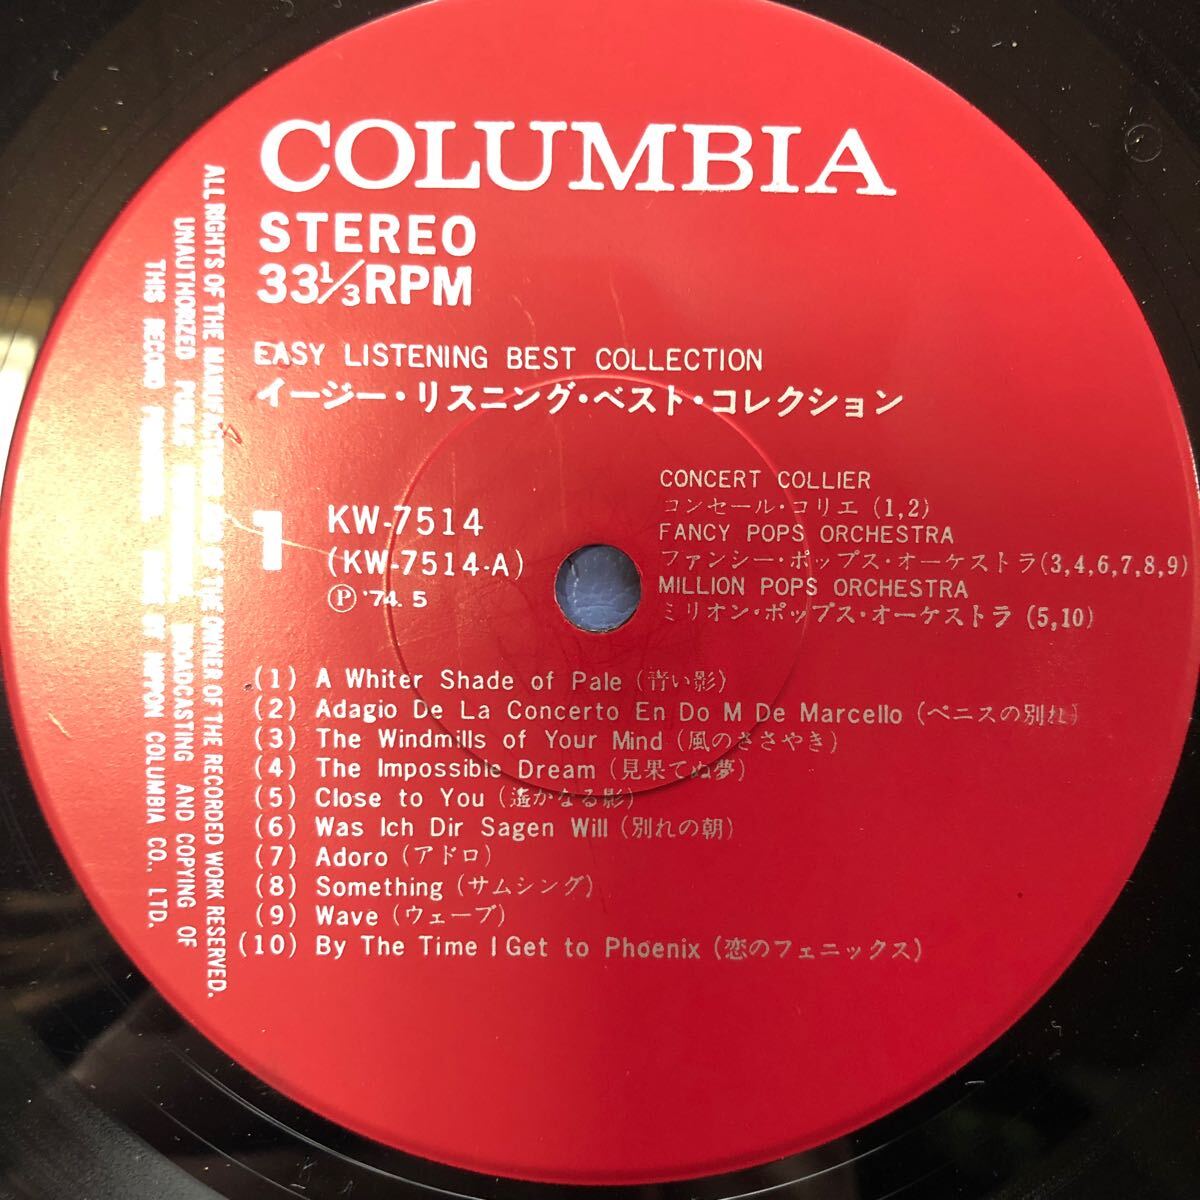 COLUMBIA
STEREO
33 1/3 RPM
EASY LISTENING BEST COLLECTION
イージー・リスニング・ベスト・コレクション
1
KW-7514
(KW-7514-A)
Ⓟ '74. 5
CONCERT COLLIER
コンセール・コリエ (1,2)
FANCY POPS ORCHESTRA
ファンシー・ポップス・オーケストラ(3,4,6,7,8,9)
MILLION POPS ORCHESTRA
ミリオン・ポップス・オーケストラ (5,10)
(1) A Whiter Shade of Pale (青い影)
(2) Adagio De La Concerto En Do M De Marcello (ベニスの別れ)
(3) The Windmills of Your Mind (風のささやき)
(4) The Impossible Dream (見果てぬ夢)
(5) Close to You (遙かなる影)
(6) Was Ich Dir Sagen Will (別れの朝)
(7) Adoro (アドロ)
(8) Something (サムシング)
(9) Wave (ウェーブ)
(10) By The Time I Get to Phoenix (恋のフェニックス)
ALL RIGHTS OF THE MANUFACTURER AND OF THE OWNER OF THE RECORDED WORK RESERVED.
UNAUTHORIZED PUBLIC BROADCASTING AND COPYING OF
THIS RECORD BY NIPPON COLUMBIA CO., LTD.